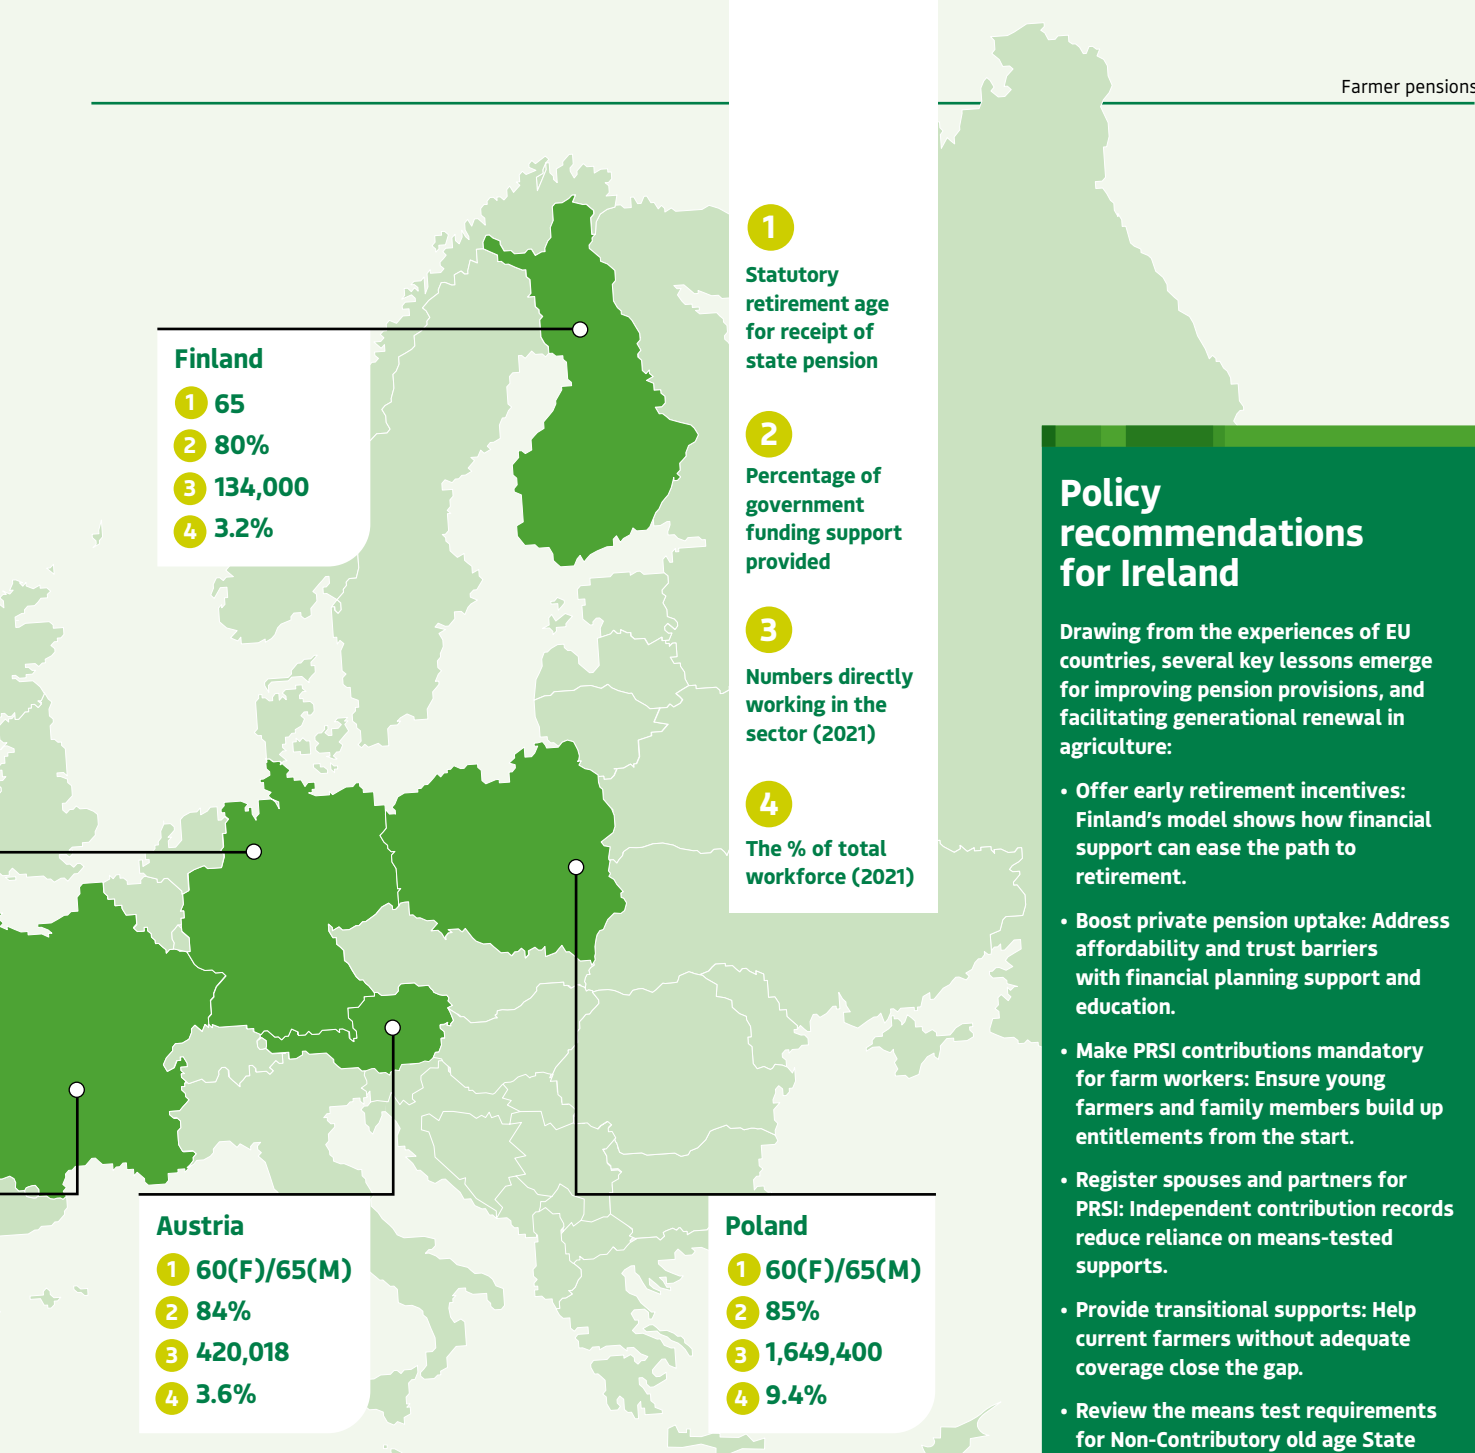 Farmer pensions
1
Statutory
retirement age
for receipt of
state pension
2
Percentage of
government
funding support
provided
3
Numbers directly
working in the
sector (2021)
4
The % of total
workforce (2021)
Finland
1 65
2 80%
3 134,000
4 3.2%
Austria
1 60(F)/65(M)
2 84%
3 420,018
4 3.6%
Poland
1 60(F)/65(M)
2 85%
3 1,649,400
4 9.4%
Policy
recommendations
for Ireland
Drawing from the experiences of EU
countries, several key lessons emerge
for improving pension provisions, and
facilitating generational renewal in
agriculture:
• Offer early retirement incentives:
Finland’s model shows how financial
support can ease the path to
retirement.
• Boost private pension uptake: Address
affordability and trust barriers
with financial planning support and
education.
• Make PRSI contributions mandatory
for farm workers: Ensure young
farmers and family members build up
entitlements from the start.
• Register spouses and partners for
PRSI: Independent contribution records
reduce reliance on means-tested
supports.
• Provide transitional supports: Help
current farmers without adequate
coverage close the gap.
• Review the means test requirements
for Non-Contributory old age State